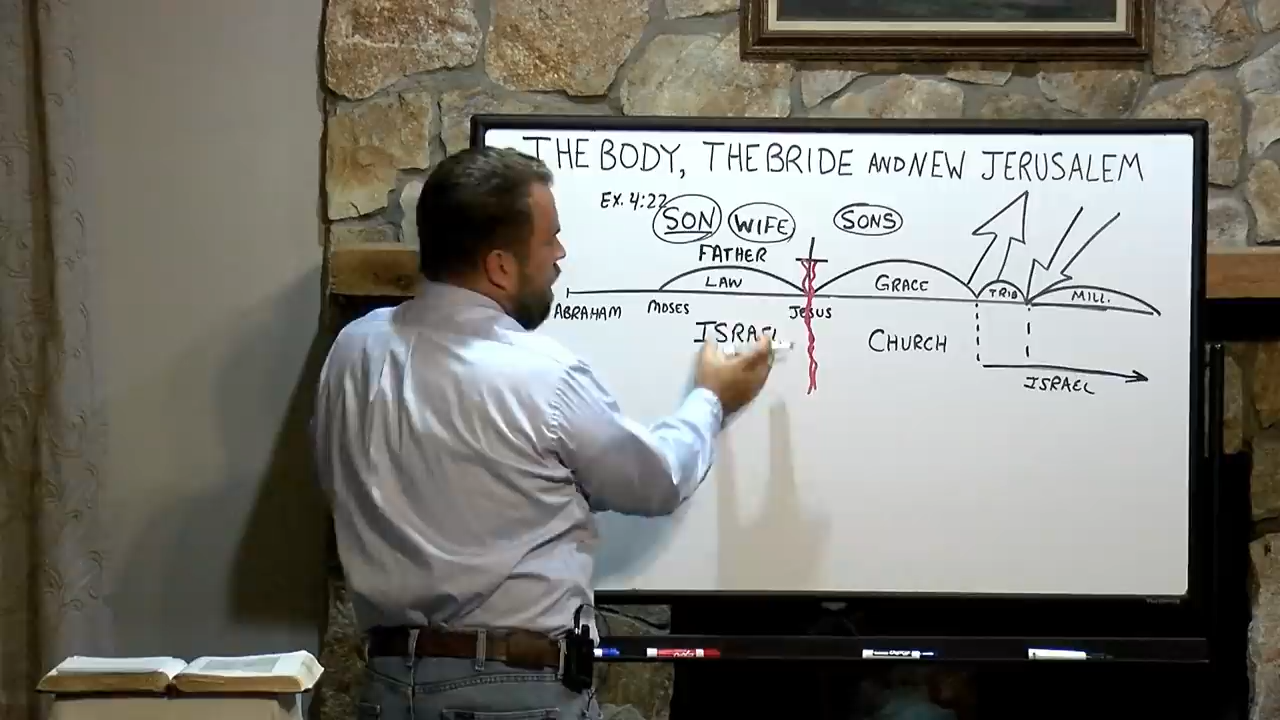 THE BODY, THE BRIDE AND NEW JERUSALEM
EX. 4:22
SON WIFE SONS
FATHER
LAW GRACE TRIB MILL.
ABRAHAM MOSES JESUS
ISRAEL CHURCH
ISRAEL